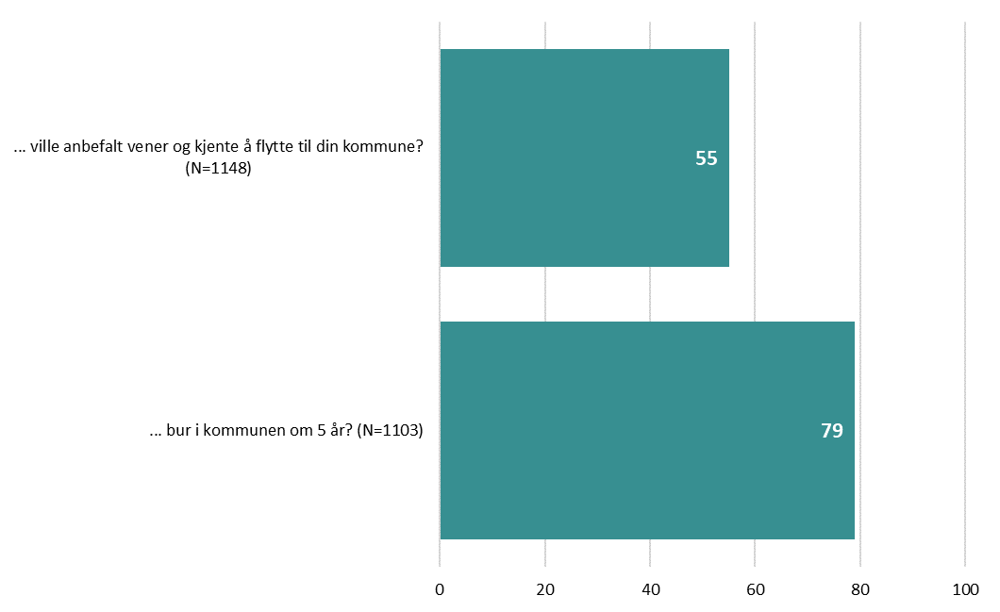 ... ville anbefalt vener og kjente å flytte til din kommune?
(N=1148)
55
... bur i kommunen om 5 år? (N=1103)
79
0 20 40 60 80 100